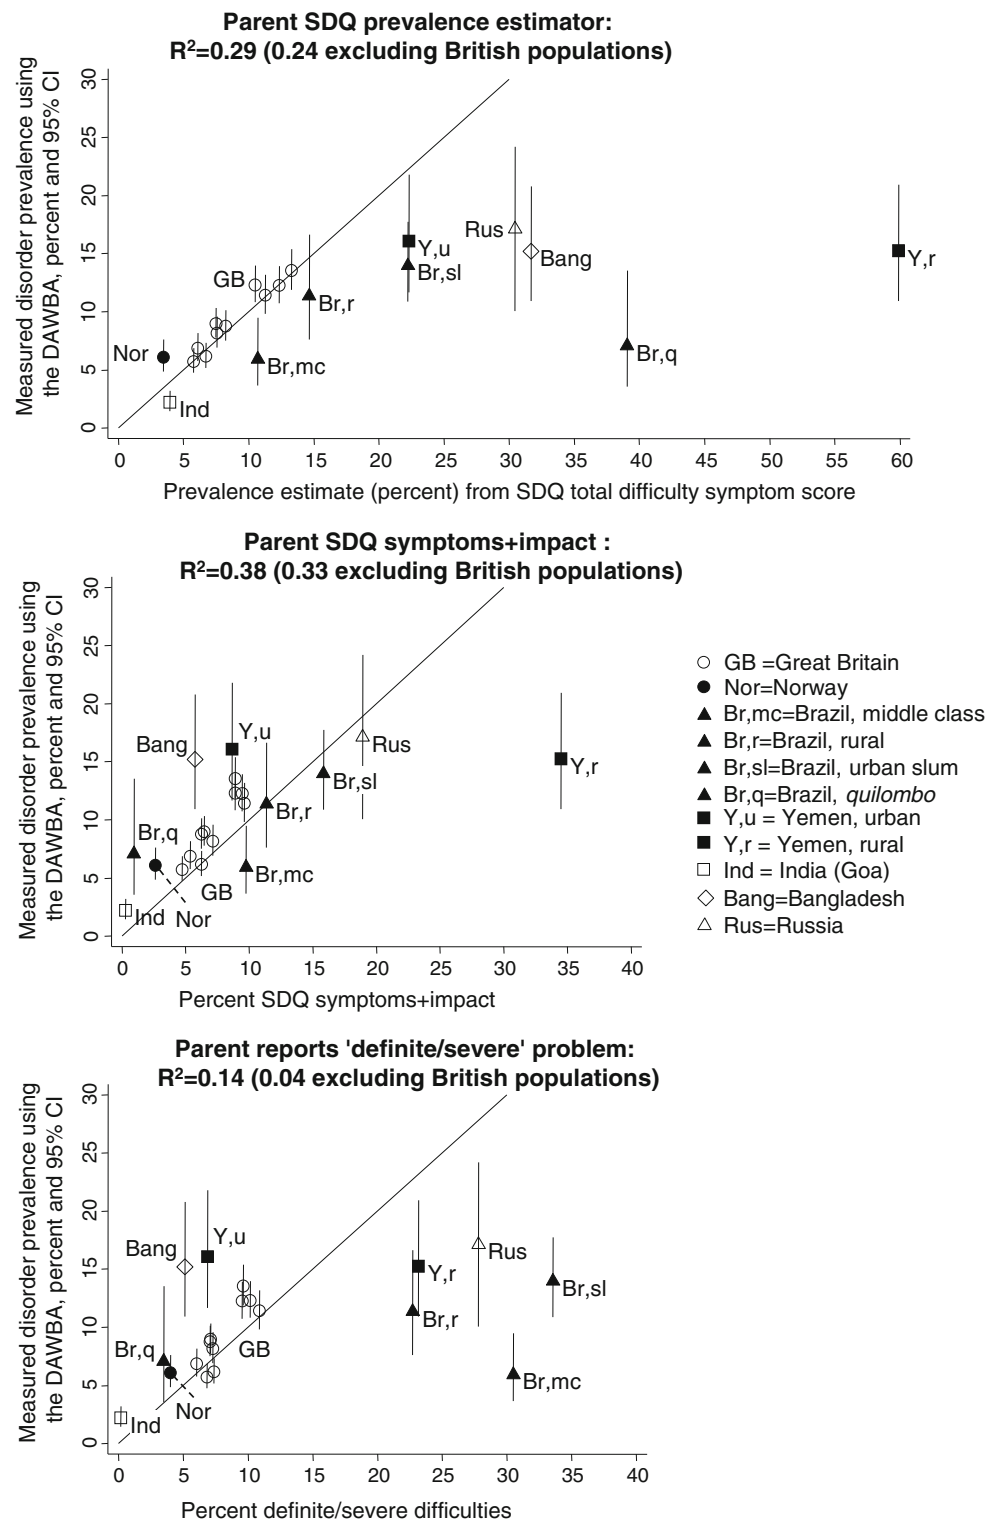 Parent SDQ prevalence estimator:
R²=0.29 (0.24 excluding British populations)
Measured disorder prevalence using
the DAWBA, percent and 95% CI
30
25
20
15
10
5
0
GB
Nor
Ind
Br,mc
Br,r
Y,u
Br,sl
Rus
Bang
Br,q
Y,r
0 5 10 15 20 25 30 35 40 45 50 55 60
Prevalence estimate (percent) from SDQ total difficulty symptom score
Parent SDQ symptoms+impact :
R²=0.38 (0.33 excluding British populations)
Measured disorder prevalence using
the DAWBA, percent and 95% CI
30
25
20
15
10
5
0
Bang
Y,u
Rus
Br,sl
Y,r
Br,r
Br,q
Br,mc
GB
Ind
Nor
0 5 10 15 20 25 30 35 40
Percent SDQ symptoms+impact
GB =Great Britain
Nor=Norway
Br,mc=Brazil, middle class
Br,r=Brazil, rural
Br,sl=Brazil, urban slum
Br,q=Brazil, quilombo
Y,u = Yemen, urban
Y,r = Yemen, rural
Ind = India (Goa)
Bang=Bangladesh
Rus=Russia
Parent reports 'definite/severe' problem:
R²=0.14 (0.04 excluding British populations)
Measured disorder prevalence using
the DAWBA, percent and 95% CI
30
25
20
15
10
5
0
Bang
Y,u
Rus
Y,r
Br,sl
Br,r
Br,q
GB
Br,mc
Nor
Ind
0 5 10 15 20 25 30 35 40
Percent definite/severe difficulties